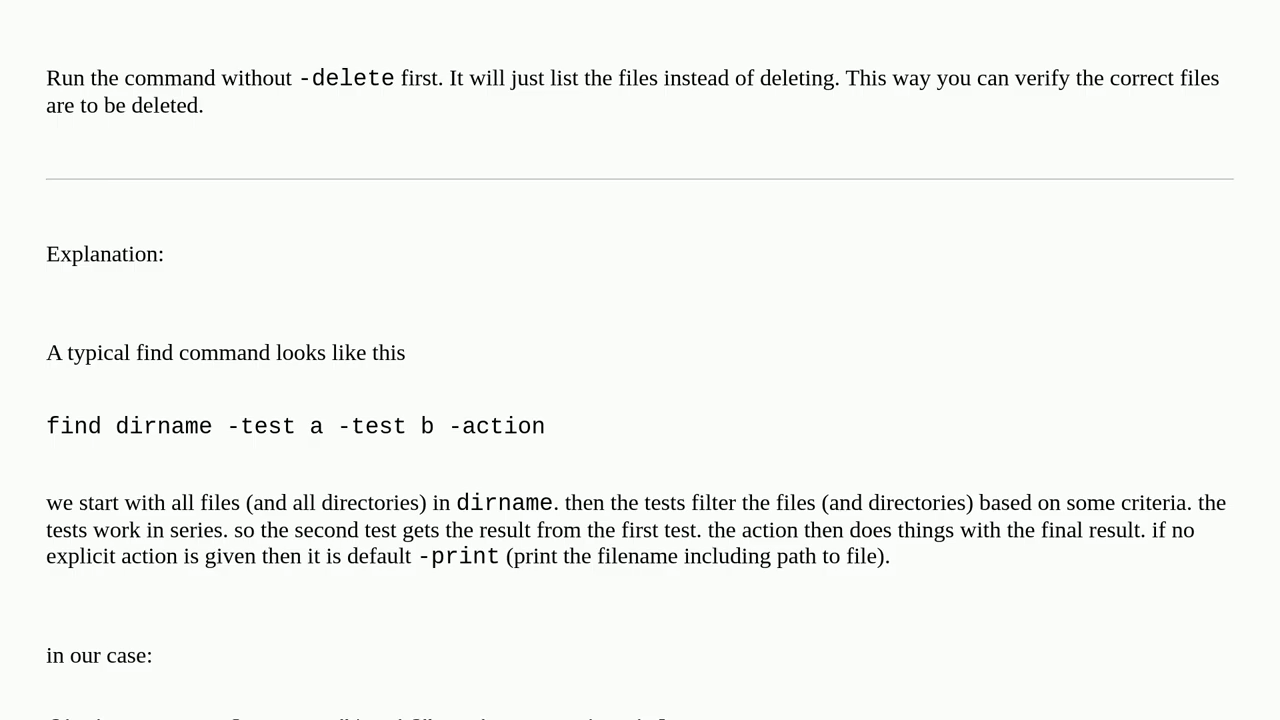 Run the command without -delete first. It will just list the files instead of deleting. This way you can verify the correct files
are to be deleted.
Explanation:
A typical find command looks like this
find dirname -test a -test b -action
we start with all files (and all directories) in dirname. then the tests filter the files (and directories) based on some criteria. the
tests work in series. so the second test gets the result from the first test. the action then does things with the final result. if no
explicit action is given then it is default -print (print the filename including path to file).
in our case: